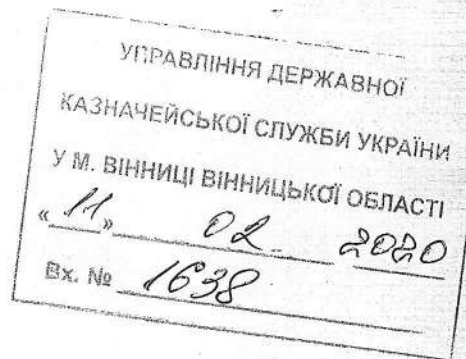 УПРАВЛІННЯ ДЕРЖАВНОЇ
КАЗНАЧЕЙСЬКОЇ СЛУЖБИ УКРАЇНИ
У М. ВІННИЦІ ВІННИЦЬКОЇ ОБЛАСТІ
«11» 02 2020
Вх. № 1638